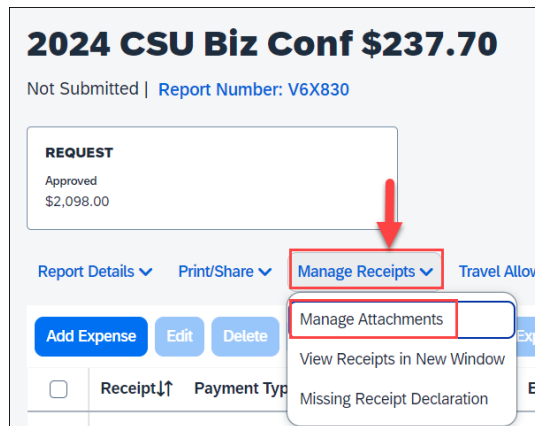 2024 CSU Biz Conf $237.70
Not Submitted | Report Number: V6X830
REQUEST
Approved
$2,098.00
Report Details Print/Share Manage Receipts Travel
Add Expense Edit Delete
Manage Attachments
View Receipts in New Window
Missing Receipt Declaration
Receipt Payment